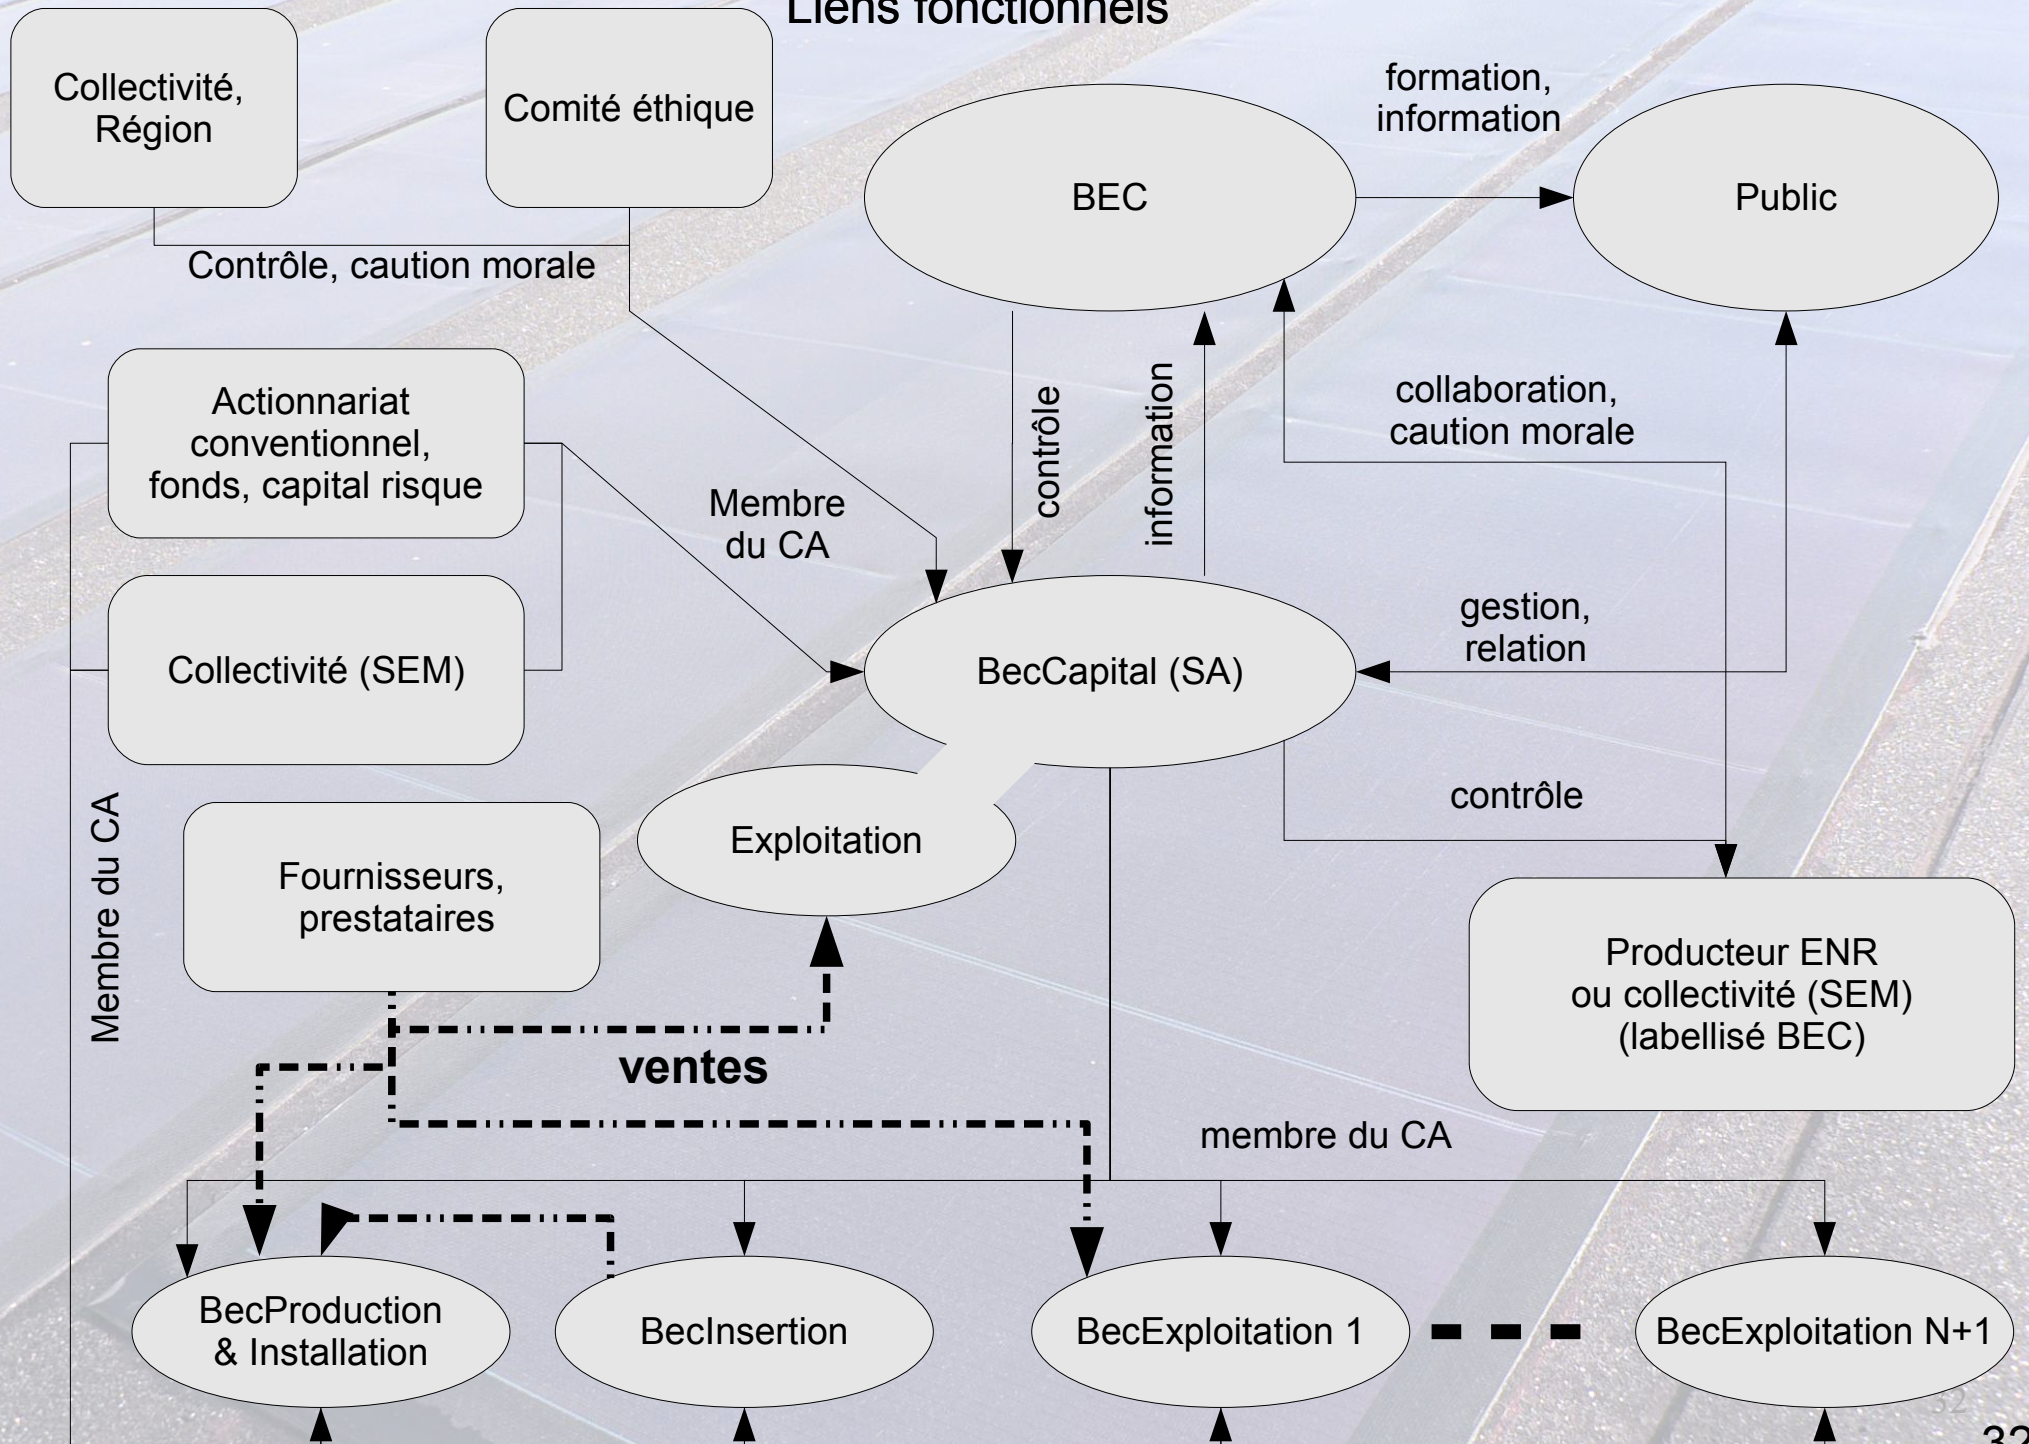 Liens fonctionnels
Collectivité,
Région
Comité éthique
BEC
formation,
information
Public
Contrôle, caution morale
Actionnariat
conventionnel,
fonds, capital risque
Membre
du CA
contrôle
information
collaboration,
caution morale
Collectivité (SEM)
BecCapital (SA)
gestion,
relation
Membre du CA
Fournisseurs,
prestataires
Exploitation
contrôle
Producteur ENR
ou collectivité (SEM)
(labellisé BEC)
ventes
membre du CA
BecProduction
& Installation
BecInsertion
BecExploitation 1
BecExploitation N+1
32
32